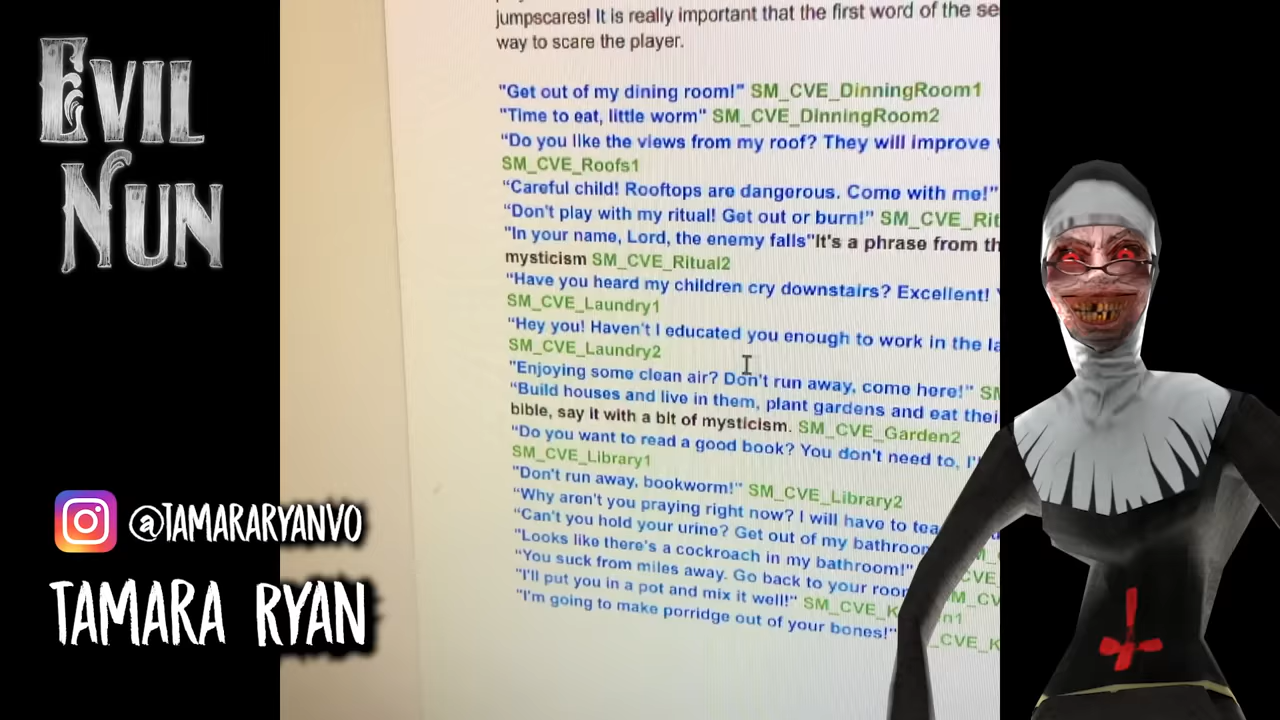 EVIL
NUN
jumpscares! It is really important that the first word of the se
way to scare the player.
"Get out of my dining room!" SM_CVE_DinningRoom1
"Time to eat, little worm" SM_CVE_DinningRoom2
"Do you like the views from my roof? They will improve
SM_CVE_Roofs1
"Careful child! Rooftops are dangerous. Come with me!"
"Don't play with my ritual! Get out or burn!" SM_CVE_Rit
"In your name, Lord, the enemy falls"It's a phrase from th
mysticism SM_CVE_Ritual2
"Have you heard my children cry downstairs? Excellent!
SM_CVE_Laundry1
"Hey you! Haven't I educated you enough to work in the la
SM_CVE_Laundry2
"Enjoying some clean air? Don't run away, come here!" SM
"Build houses and live in them, plant gardens and eat thei
bible, say it with a bit of mysticism. SM_CVE_Garden2
"Do you want to read a good book? You don't need to, I'
SM_CVE_Library1
"Don't run away, bookworm!" SM_CVE_Library2
"Why aren't you praying right now? I will have to tea
"Can't you hold your urine? Get out of my bathroom
"Looks like there's a cockroach in my bathroom!"
"You suck from miles away. Go back to your room
"I'll put you in a pot and mix it well!" SM_CVE_K
"I'm going to make porridge out of your bones!" _CVE_K
@TAMARARYANVO
TAMARA RYAN